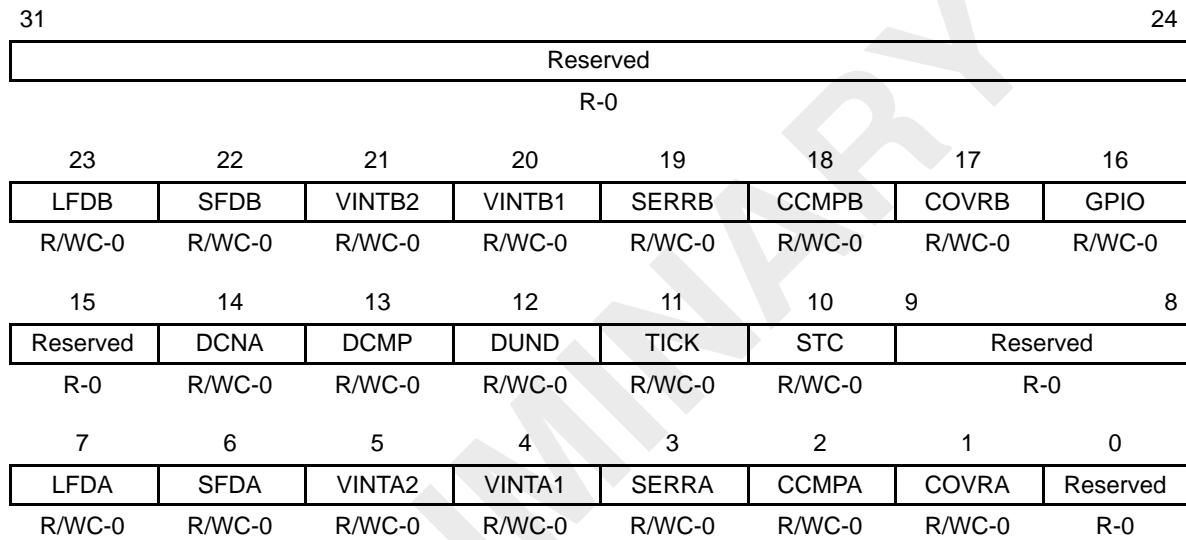 31 24
Reserved
R-0
23 22 21 20 19 18 17 16
LFDB SFDB VINTB2 VINTB1 SERRB CCMPB COVRB GPIO
R/WC-0 R/WC-0 R/WC-0 R/WC-0 R/WC-0 R/WC-0 R/WC-0 R/WC-0
15 14 13 12 11 10 9 8
Reserved DCNA DCMP DUND TICK STC Reserved
R-0 R/WC-0 R/WC-0 R/WC-0 R/WC-0 R/WC-0 R-0
7 6 5 4 3 2 1 0
LFDA SFDA VINTA2 VINTA1 SERRA CCMPA COVRA Reserved
R/WC-0 R/WC-0 R/WC-0 R/WC-0 R/WC-0 R/WC-0 R/WC-0 R-0
MINARY